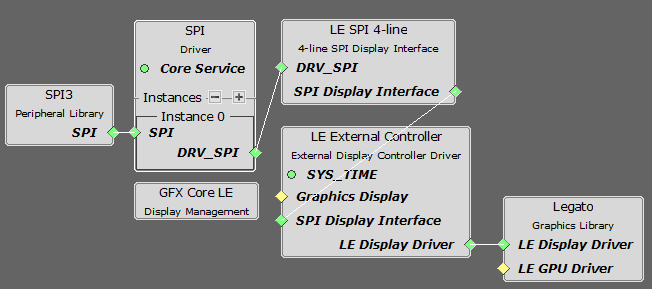 SPI3
Peripheral Library
SPI
SPI
Driver
Core Service
Instances
Instance 0
SPI
DRV_SPI
GFX Core LE
Display Management
LE SPI 4-line
4-line SPI Display Interface
DRV_SPI
SPI Display Interface
LE External Controller
External Display Controller Driver
SYS_TIME
Graphics Display
SPI Display Interface
LE Display Driver
Legato
Graphics Library
LE Display Driver
LE GPU Driver